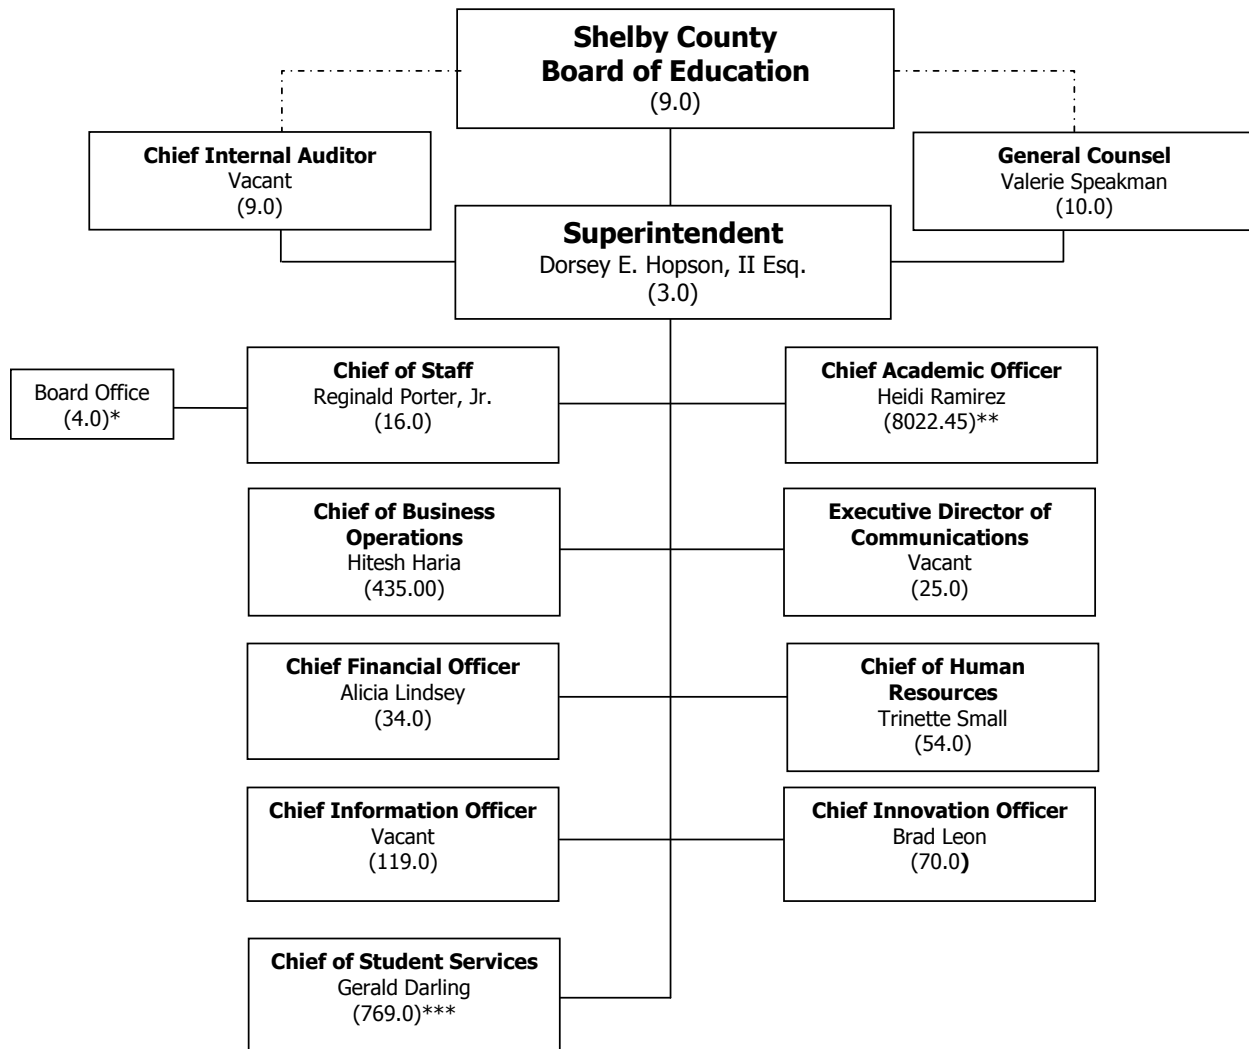 Shelby County
Board of Education
(9.0)
Chief Internal Auditor
Vacant
(9.0)
General Counsel
Valerie Speakman
(10.0)
Superintendent
Dorsey E. Hopson, II Esq.
(3.0)
Board Office
(4.0)*
Chief of Staff
Reginald Porter, Jr.
(16.0)
Chief Academic Officer
Heidi Ramirez
(8022.45)**
Chief of Business
Operations
Hitesh Haria
(435.00)
Executive Director of
Communications
Vacant
(25.0)
Chief Financial Officer
Alicia Lindsey
(34.0)
Chief of Human
Resources
Trinette Small
(54.0)
Chief Information Officer
Vacant
(119.0)
Chief Innovation Officer
Brad Leon
(70.0)
Chief of Student Services
Gerald Darling
(769.0)***